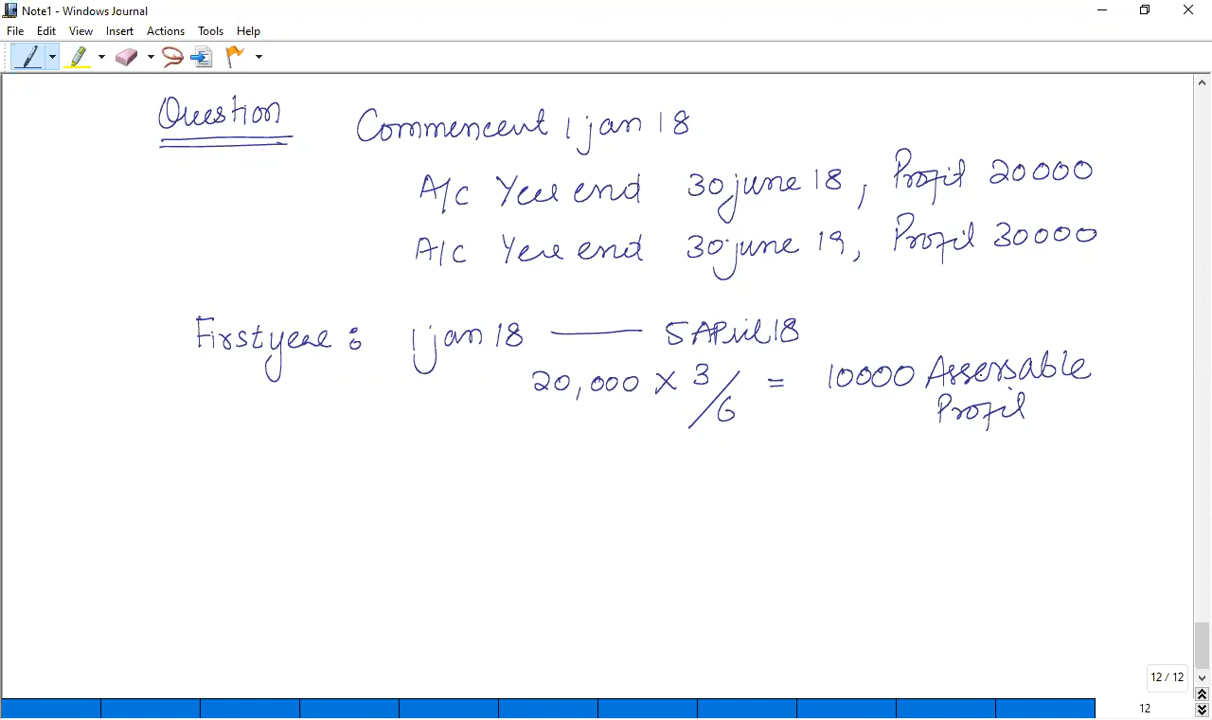 Note1 - Windows Journal
File Edit View Insert Actions Tools Help
Question Commencent 1 jan 18
A/c Year end 30 june 18, Profit 20000
A/c Year end 30 june 19, Profit 30000
First year : 1 jan 18 — 5 April 18
20,000 x 3/6 = 10000 Assessable
Profit
12 / 12
12